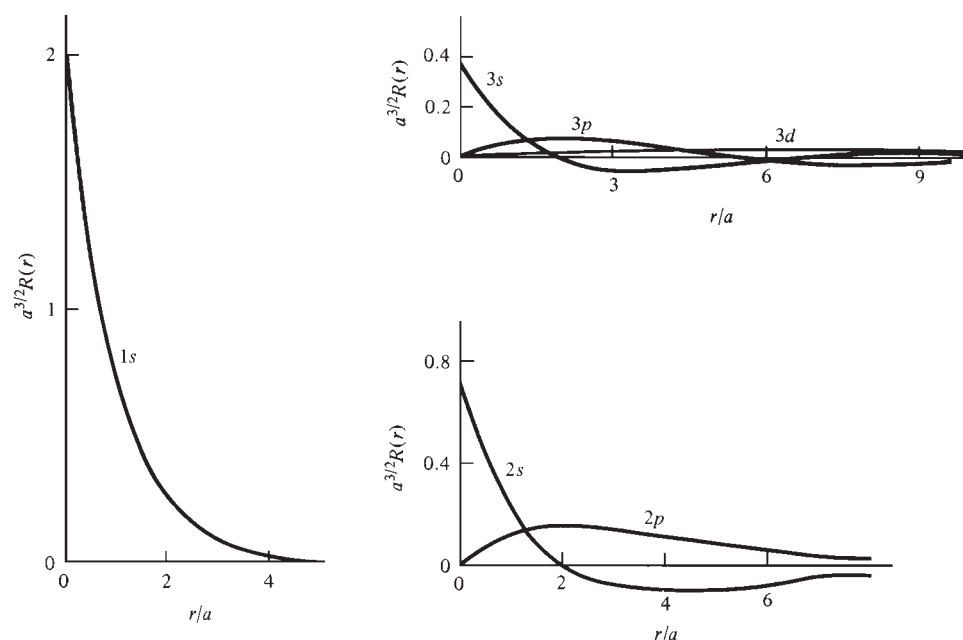 2
1
0
a^{3/2}R(r)
1s
0 2 4
r/a
0.4
0.2
0
a^{3/2}R(r)
3s
3p
3d
0 3 6 9
r/a
0.8
0.4
0
a^{3/2}R(r)
2s
2p
0 2 4 6
r/a